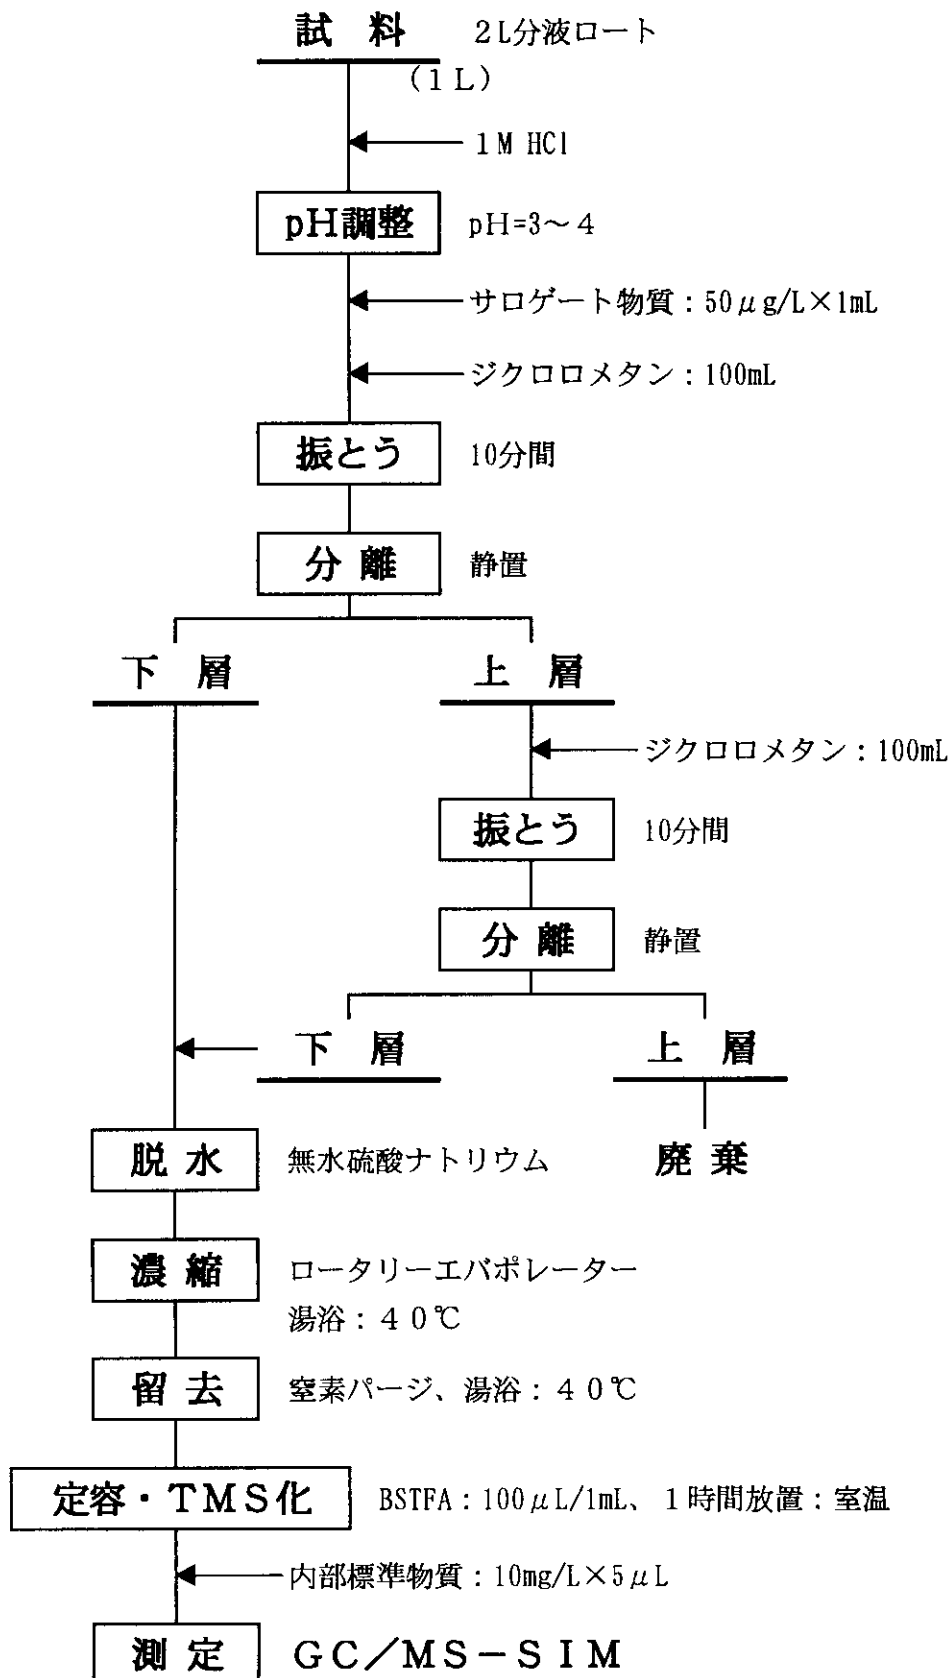 試料 2L分液ロート
(1L)
1M HCl
pH調整 pH=3～4
サロゲート物質：50μg/L×1mL
ジクロロメタン：100mL
振とう 10分間
分離 静置
下層 上層
ジクロロメタン：100mL
振とう 10分間
分離 静置
下層 上層
脱水 無水硫酸ナトリウム 廃棄
濃縮 ロータリーエバポレーター
湯浴：40℃
留去 窒素パージ、湯浴：40℃
定容・TMS化 BSTFA：100μL/1mL、1時間放置：室温
内部標準物質：10mg/L×5μL
測定 GC／MS－SIM